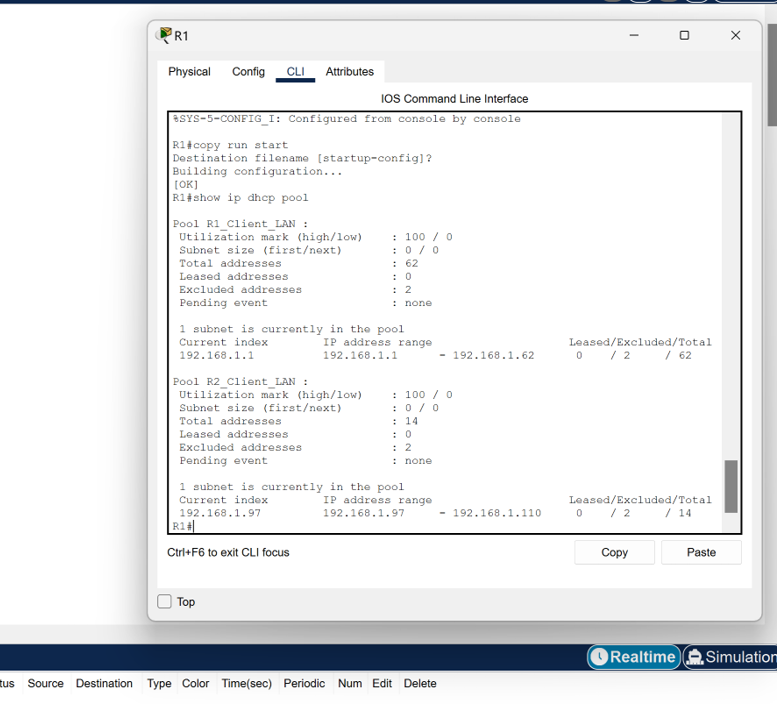 R1
Physical Config CLI Attributes
IOS Command Line Interface
%SYS-5-CONFIG_I: Configured from console by console
R1#copy run start
Destination filename [startup-config]?
Building configuration...
[OK]
R1#show ip dhcp pool
Pool R1_Client_LAN :
Utilization mark (high/low) : 100 / 0
Subnet size (first/next) : 0 / 0
Total addresses : 62
Leased addresses : 0
Excluded addresses : 2
Pending event : none
1 subnet is currently in the pool
Current index IP address range Leased/Excluded/Total
192.168.1.1 192.168.1.1 - 192.168.1.62 0 / 2 / 62
Pool R2_Client_LAN :
Utilization mark (high/low) : 100 / 0
Subnet size (first/next) : 0 / 0
Total addresses : 14
Leased addresses : 0
Excluded addresses : 2
Pending event : none
1 subnet is currently in the pool
Current index IP address range Leased/Excluded/Total
192.168.1.97 192.168.1.97 - 192.168.1.110 0 / 2 / 14
R1#
Ctrl+F6 to exit CLI focus Copy Paste
Top
Realtime Simulation
tus Source Destination Type Color Time(sec) Periodic Num Edit Delete